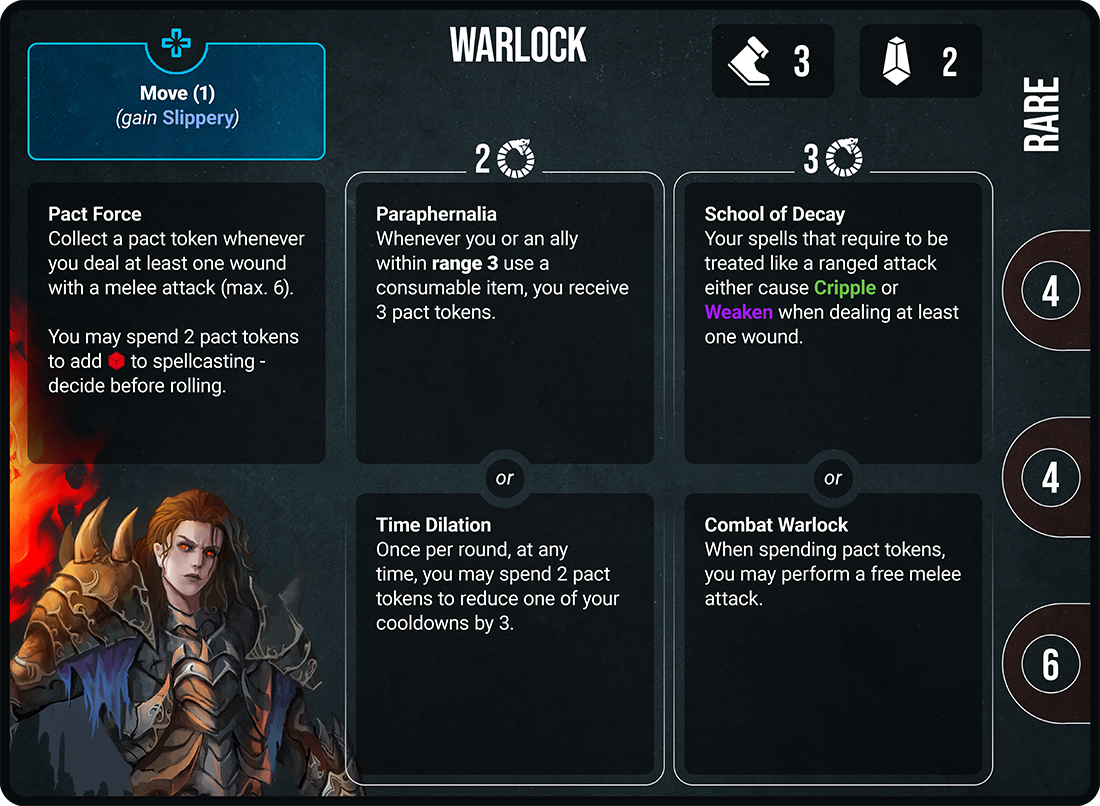 WARLOCK
3
2
RARE
Move (1)
(gain Slippery)
Pact Force
Collect a pact token whenever
you deal at least one wound
with a melee attack (max. 6).
You may spend 2 pact tokens
to add to spellcasting -
decide before rolling.
2
Paraphernalia
Whenever you or an ally
within range 3 use a
consumable item, you receive
3 pact tokens.
or
Time Dilation
Once per round, at any
time, you may spend 2 pact
tokens to reduce one of your
cooldowns by 3.
3
School of Decay
Your spells that require to be
treated like a ranged attack
either cause Cripple or
Weaken when dealing at least
one wound.
or
Combat Warlock
When spending pact tokens,
you may perform a free melee
attack.
4
4
6